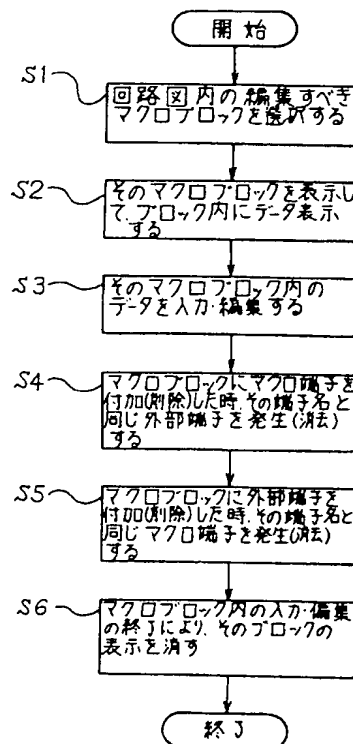 開始
S1
回路図内の編集すべき
マクロブロックを選択する
S2
そのマクロブロックを表示し
て、ブロック内にデータ表示
する
S3
そのマクロブロック内の
データを入力・編集する
S4
マクロブロックにマクロ端子を
付加(削除)した時、その端子名と
同じ外部端子を発生(消去)
する
S5
マクロブロックに外部端子を
付加(削除)した時、その端子名と
同じマクロ端子を発生(消去)
する
S6
マクロブロック内の入力・編集
の終了により、そのブロックの
表示を消す
終了